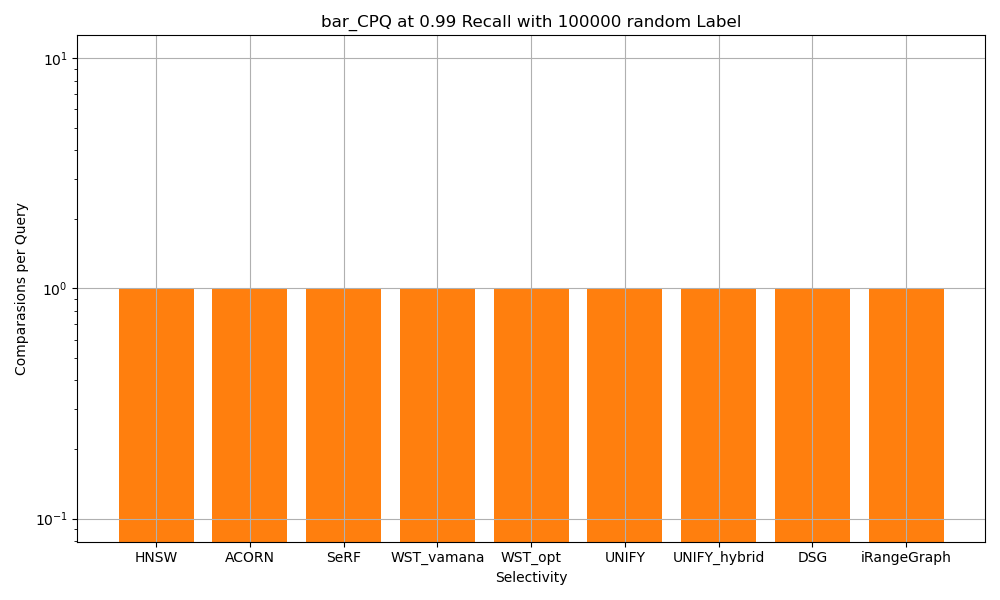 bar_CPQ at 0.99 Recall with 100000 random Label
Comparasions per Query
10^1
10^0
10^-1
HNSW ACORN SeRF WST_vamana WST_opt UNIFY UNIFY_hybrid DSG iRangeGraph
Selectivity